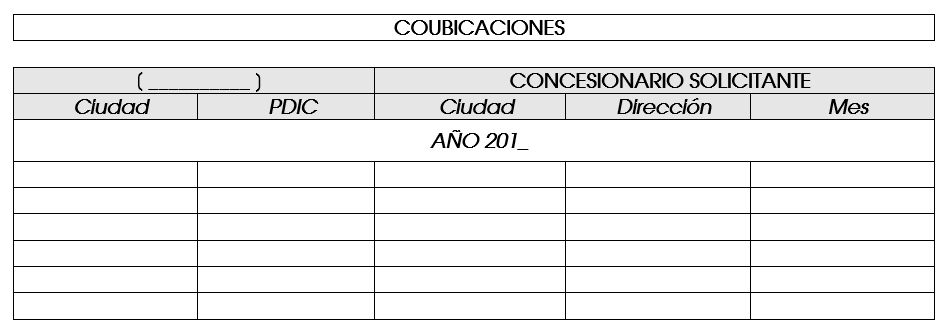 COUBICACIONES
( __________ ) CONCESIONARIO SOLICITANTE
Ciudad PDIC Ciudad Dirección Mes
AÑO 201_